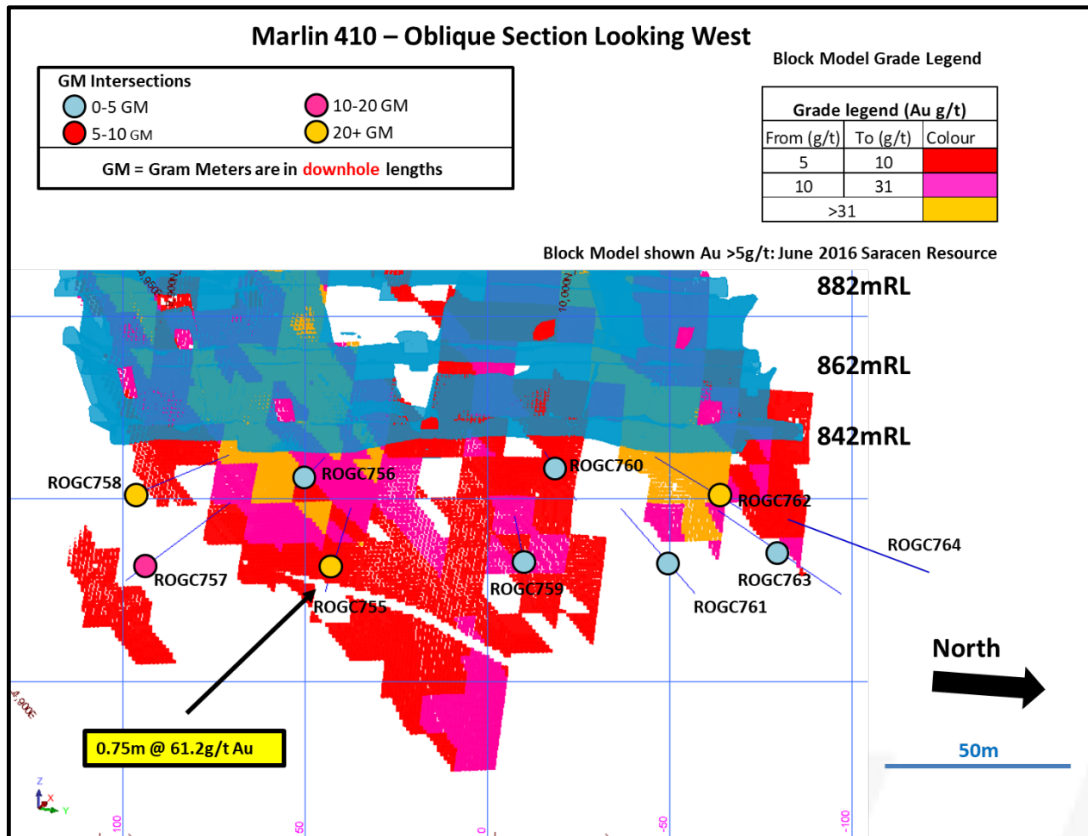 Marlin 410 – Oblique Section Looking West
GM Intersections
0-5 GM
10-20 GM
5-10 GM
20+ GM
GM = Gram Meters are in downhole lengths
Block Model Grade Legend
Grade legend (Au g/t)
From (g/t) To (g/t) Colour
5 10
10 31
>31
Block Model shown Au >5g/t: June 2016 Saracen Resource
882mRL
862mRL
842mRL
10,000N
ROGC758
ROGC756
ROGC760
ROGC762
ROGC764
ROGC757
ROGC755
ROGC759
ROGC761
ROGC763
North
0.75m @ 61.2g/t Au
50m
Z
X
Y
100
50
0
-50
-100